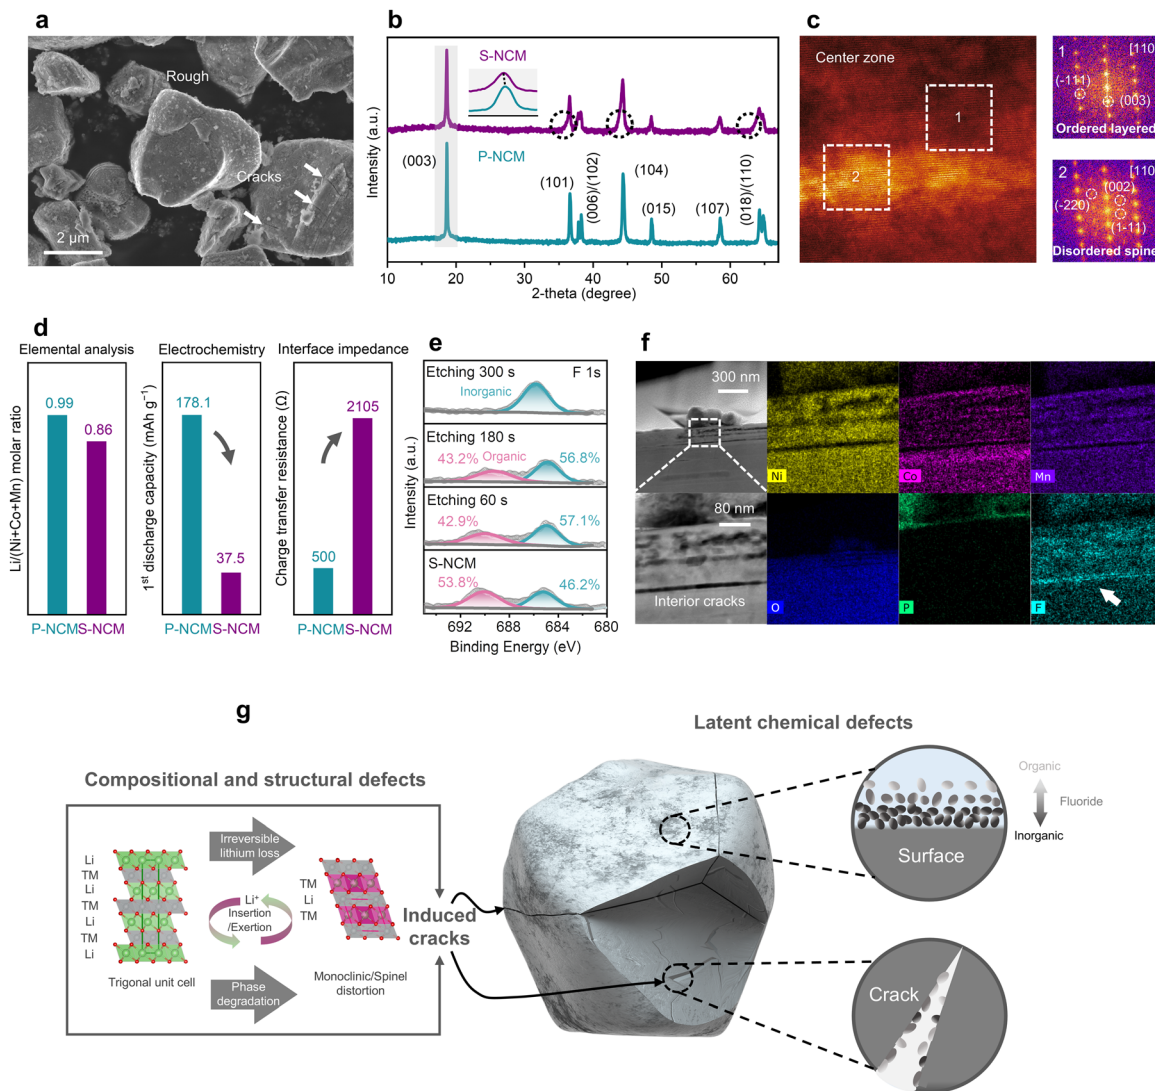 a
Rough
Cracks
2 μm
b
S-NCM
P-NCM
(003)
(101)
(006)/(102)
(104)
(015)
(107)
(018)/(110)
Intensity (a.u.)
10 20 30 40 50 60
2-theta (degree)
c
Center zone
1
2
1
[110
(-111)
(003)
Ordered layered
2
[110
(002)
(-220)
(1-11)
Disordered spine
d
Elemental analysis
Li/(Ni+Co+Mn) molar ratio
0.99
0.86
P-NCM S-NCM
Electrochemistry
1st discharge capacity (mAh g⁻¹)
178.1
37.5
P-NCM S-NCM
Interface impedance
Charge transfer resistance (Ω)
500
2105
P-NCM S-NCM
e
Etching 300 s
F 1s
Inorganic
Etching 180 s
43.2%
Organic
56.8%
Etching 60 s
42.9%
57.1%
S-NCM
53.8%
46.2%
Intensity (a.u.)
692 688 684 680
Binding Energy (eV)
f
300 nm
Ni
Co
Mn
80 nm
Interior cracks
O
P
F
g
Compositional and structural defects
Li
TM
Li
TM
Li
TM
Li
Trigonal unit cell
Irreversible
lithium loss
Li⁺
Insertion
/Exertion
Phase
degradation
TM
Li
TM
Monoclinic/Spinel
distortion
Induced
cracks
Latent chemical defects
Surface
Organic
Fluoride
Inorganic
Crack